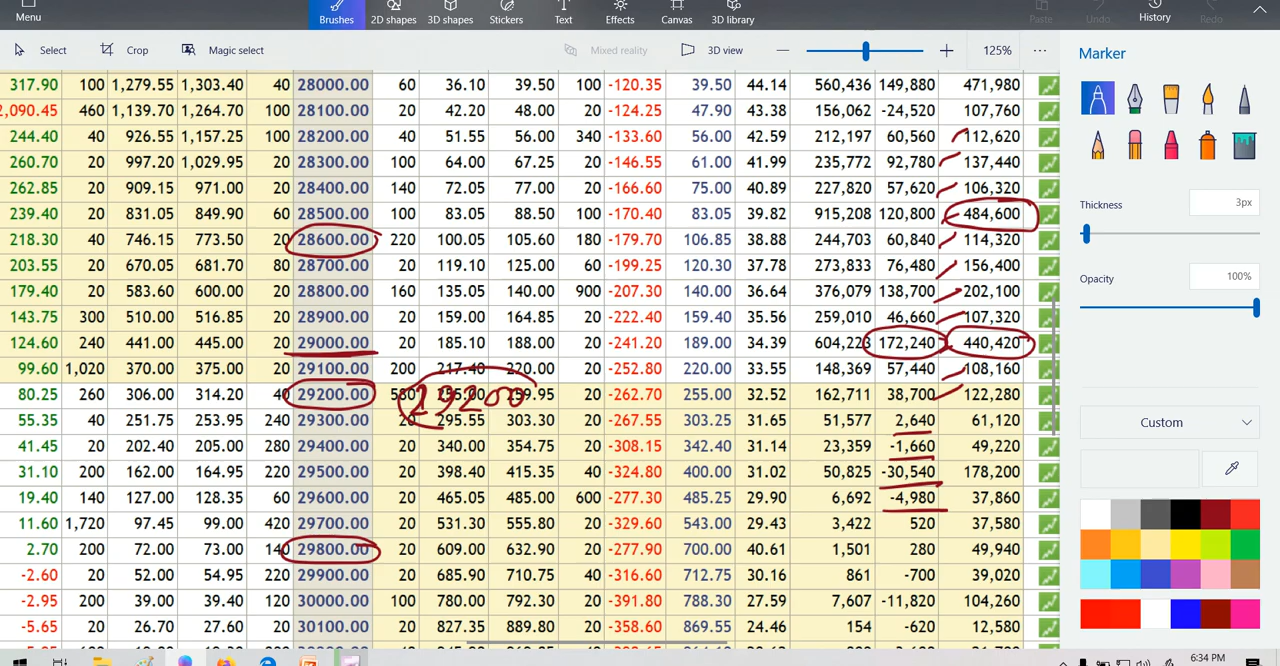 Menu Brushes 2D shapes 3D shapes Stickers Text Effects Canvas 3D library Paste Undo History Redo
Select Crop Magic select Mixed reality 3D view 125% ...
Marker
317.90 100 1,279.55 1,303.40 40 28000.00 60 36.10 39.50 100 -120.35 39.50 44.14 560,436 149,880 471,980
2,090.45 460 1,139.70 1,264.70 100 28100.00 20 42.20 48.00 20 -124.25 47.90 43.38 156,062 -24,520 107,760
244.40 40 926.55 1,157.25 100 28200.00 40 51.55 56.00 340 -133.60 56.00 42.59 212,197 60,560 112,620
260.70 20 997.20 1,029.95 20 28300.00 100 64.00 67.25 20 -146.55 61.00 41.99 235,772 92,780 137,440
262.85 20 909.15 971.00 20 28400.00 140 72.05 77.00 20 -166.60 75.00 40.89 227,820 57,620 106,320
239.40 20 831.05 849.90 60 28500.00 100 83.05 88.50 100 -170.40 83.05 39.82 915,208 120,800 484,600
218.30 40 746.15 773.50 20 28600.00 220 100.05 105.60 180 -179.70 106.85 38.88 244,703 60,840 114,320
203.55 20 670.05 681.70 80 28700.00 20 119.10 125.00 60 -199.25 120.30 37.78 273,833 76,480 156,400
179.40 20 583.60 600.00 20 28800.00 160 135.05 140.00 900 -207.30 140.00 36.64 376,079 138,700 202,100
143.75 300 510.00 516.85 20 28900.00 20 159.00 164.85 20 -222.40 159.40 35.56 259,010 46,660 107,320
124.60 240 441.00 445.00 20 29000.00 20 185.10 188.00 20 -241.20 189.00 34.39 604,223 172,240 440,420
99.60 1,020 370.00 375.00 20 29100.00 200 217.40 220.00 20 -252.80 220.00 33.55 148,369 57,440 108,160
80.25 260 306.00 314.20 40 29200.00 580 255.00 259.95 20 -262.70 255.00 32.52 162,711 38,700 122,280
29200
55.35 40 251.75 253.95 240 29300.00 20 295.55 303.30 20 -267.55 303.25 31.65 51,577 2,640 61,120
41.45 20 202.40 205.00 280 29400.00 20 340.00 354.75 20 -308.15 342.40 31.14 23,359 -1,660 49,220
31.10 200 162.00 164.95 220 29500.00 20 398.40 415.35 40 -324.80 400.00 31.02 50,825 -30,540 178,200
19.40 140 127.00 128.35 60 29600.00 20 465.05 485.00 600 -277.30 485.25 29.90 6,692 -4,980 37,860
11.60 1,720 97.45 99.00 420 29700.00 20 531.30 555.80 20 -329.60 543.00 29.43 3,422 520 37,580
2.70 200 72.00 73.00 140 29800.00 20 609.00 632.90 20 -277.90 700.00 40.61 1,501 280 49,940
-2.60 20 52.00 54.95 220 29900.00 20 685.90 710.75 40 -316.60 712.75 30.16 861 -700 39,020
-2.95 200 39.00 39.40 120 30000.00 100 780.00 792.30 20 -391.80 788.30 27.59 7,607 -11,820 104,260
-5.65 20 26.70 27.60 20 30100.00 20 827.35 889.80 20 -358.60 869.55 24.46 154 -620 12,580
Thickness 3px
Opacity 100%
Custom
6:34 PM